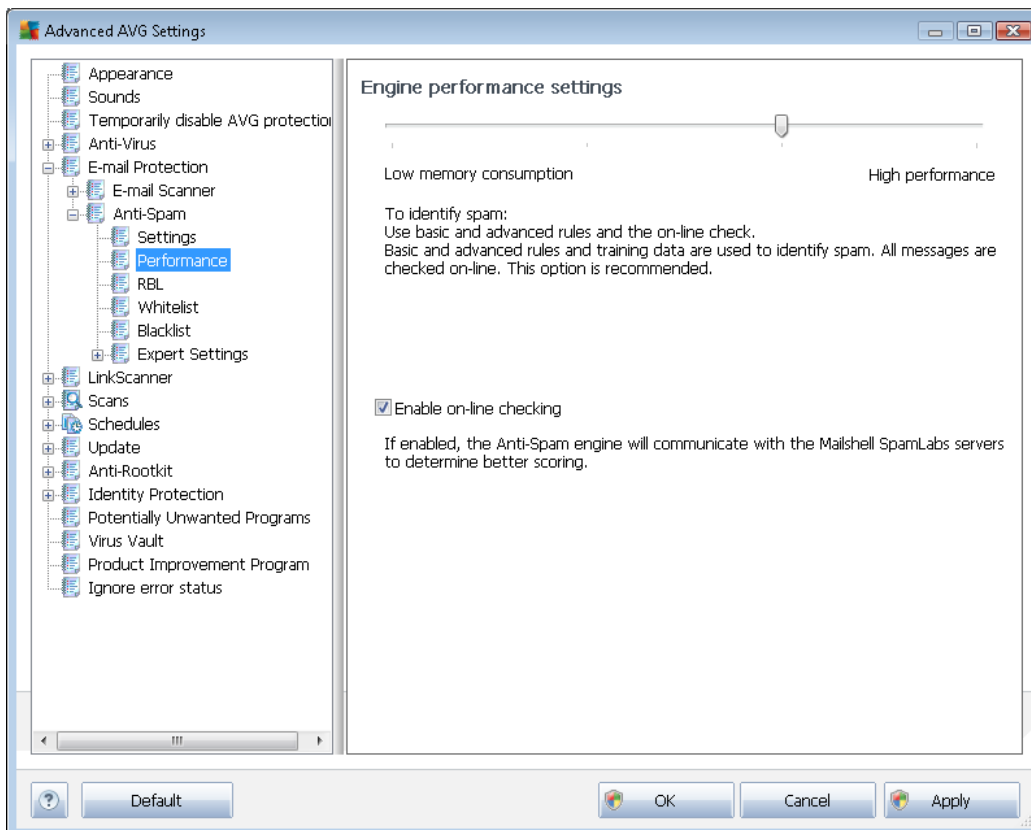 Advanced AVG Settings
Appearance
Sounds
Temporarily disable AVG protection
Anti-Virus
E-mail Protection
E-mail Scanner
Anti-Spam
Settings
Performance
RBL
Whitelist
Blacklist
Expert Settings
LinkScanner
Scans
Schedules
Update
Anti-Rootkit
Identity Protection
Potentially Unwanted Programs
Virus Vault
Product Improvement Program
Ignore error status
Engine performance settings
Low memory consumption
High performance
To identify spam:
Use basic and advanced rules and the on-line check.
Basic and advanced rules and training data are used to identify spam. All messages are
checked on-line. This option is recommended.
Enable on-line checking
If enabled, the Anti-Spam engine will communicate with the Mailshell SpamLabs servers
to determine better scoring.
?
Default
OK
Cancel
Apply